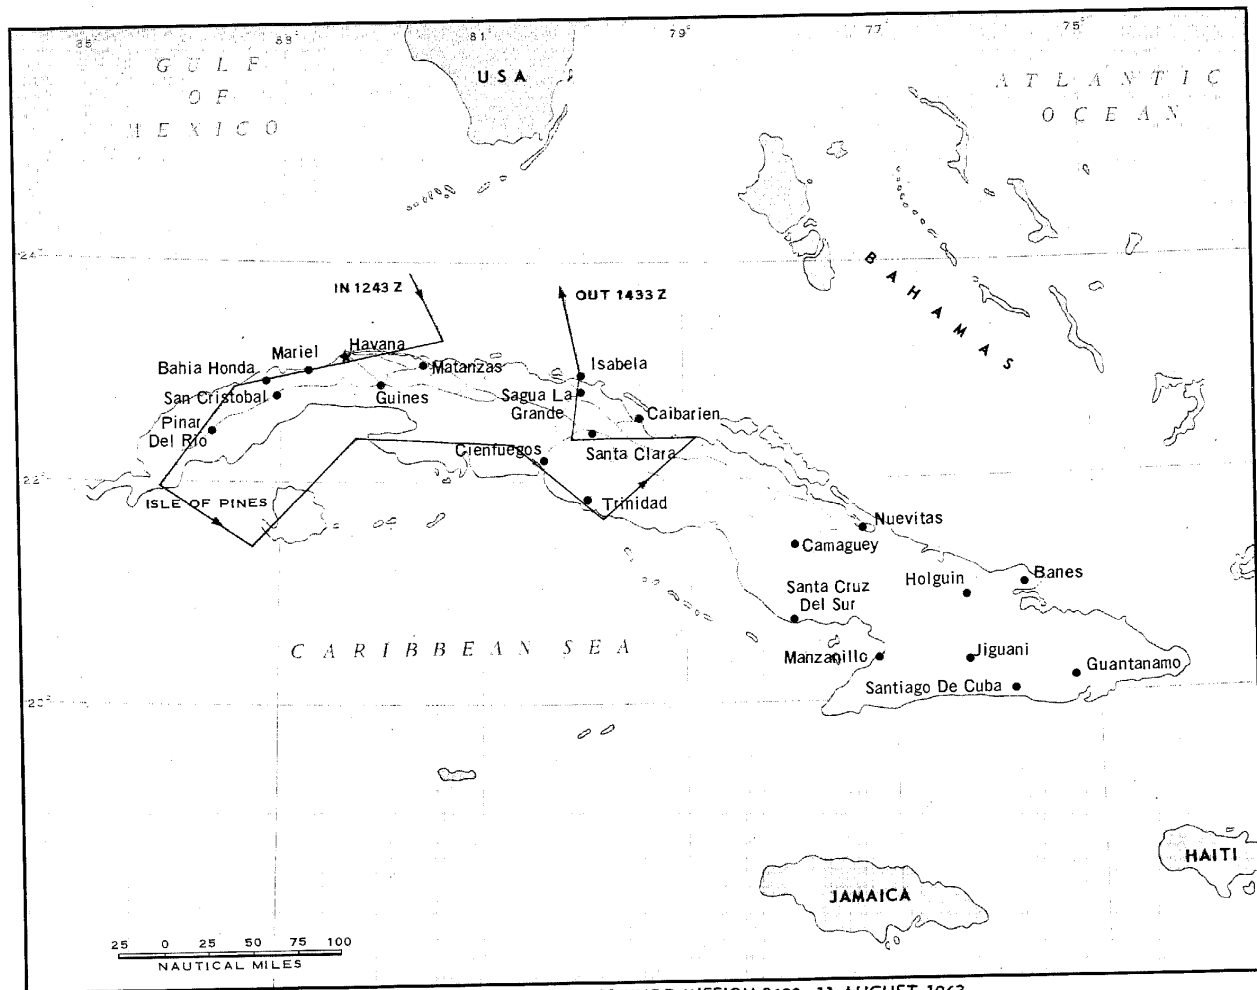 85°
83°
81
79°
77
75°
GULF
OF
MEXICO
USA
ATLANTIC
OCEAN
24°
BAHAMAS
IN 1243 Z
OUT 1433 Z
Havana
Mariel
Bahia Honda
San Cristobal
Pinar
Del Rio
Matanzas
Guines
Isabela
Sagua La
Grande
Caibarien
Cienfuegos
Santa Clara
22°
ISLE OF PINES
Trinidad
Nuevitas
Camaguey
Holguin
Banes
Santa Cruz
Del Sur
CARIBBEAN SEA
Manzanillo
Jiguani
Guantanamo
Santiago De Cuba
20°
HAITI
JAMAICA
25 0 25 50 75 100
NAUTICAL MILES
AUGUST